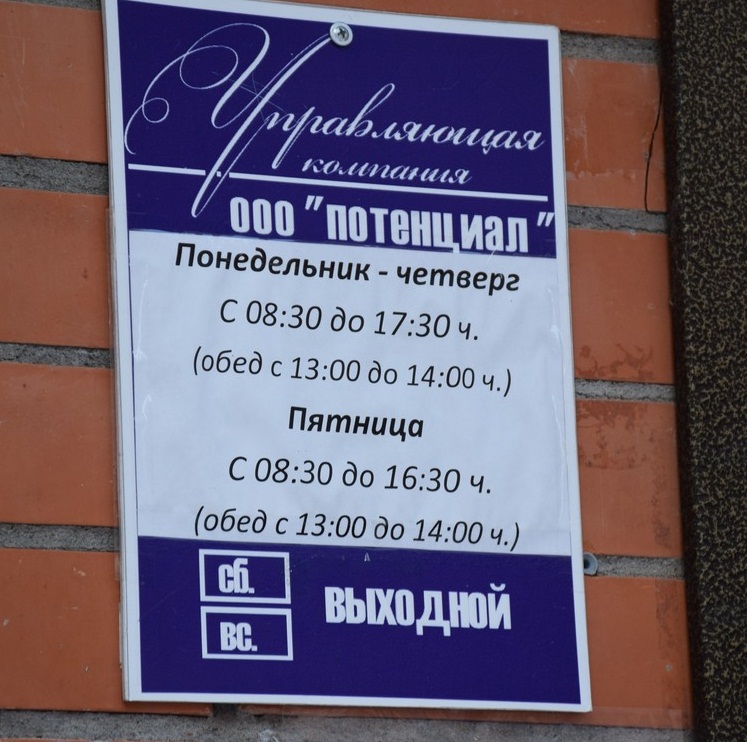 Управляющая
компания
ООО "ПОТЕНЦИАЛ"
Понедельник - четверг
С 08:30 до 17:30 ч.
(обед с 13:00 до 14:00 ч.)
Пятница
С 08:30 до 16:30 ч.
(обед с 13:00 до 14:00 ч.)
сб.
ВЫХОДНОЙ
вс.